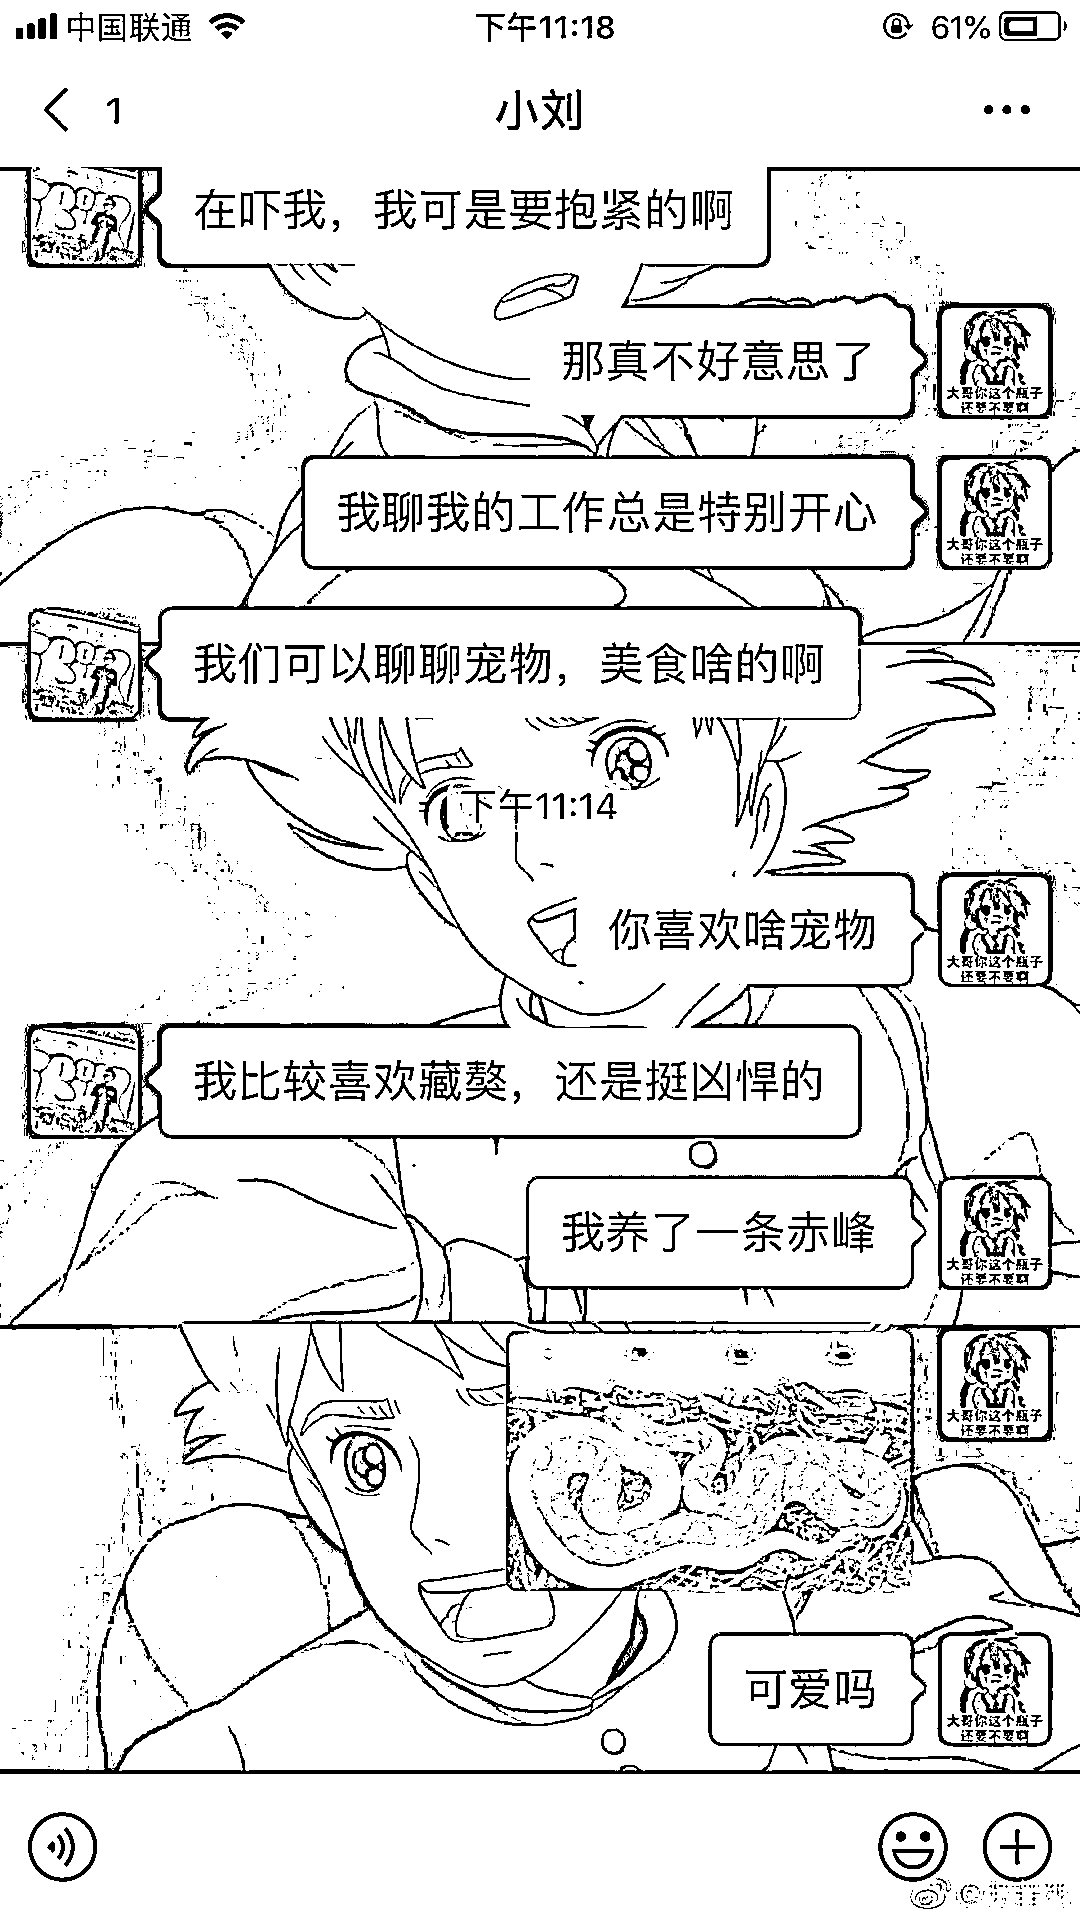 中国联通 下午11:18 61%
1 小刘
在吓我，我可是要抱紧的啊
那真不好意思了
大哥你这个瓶子
还要不要啊
我聊我的工作总是特别开心
大哥你这个瓶子
还要不要啊
我们可以聊聊宠物，美食啥的啊
下午11:14
你喜欢啥宠物
大哥你这个瓶子
还要不要啊
我比较喜欢藏獒，还是挺凶悍的
我养了一条赤峰
大哥你这个瓶子
还要不要啊
大哥你这个瓶子
还要不要啊
可爱吗
大哥你这个瓶子
还要不要啊